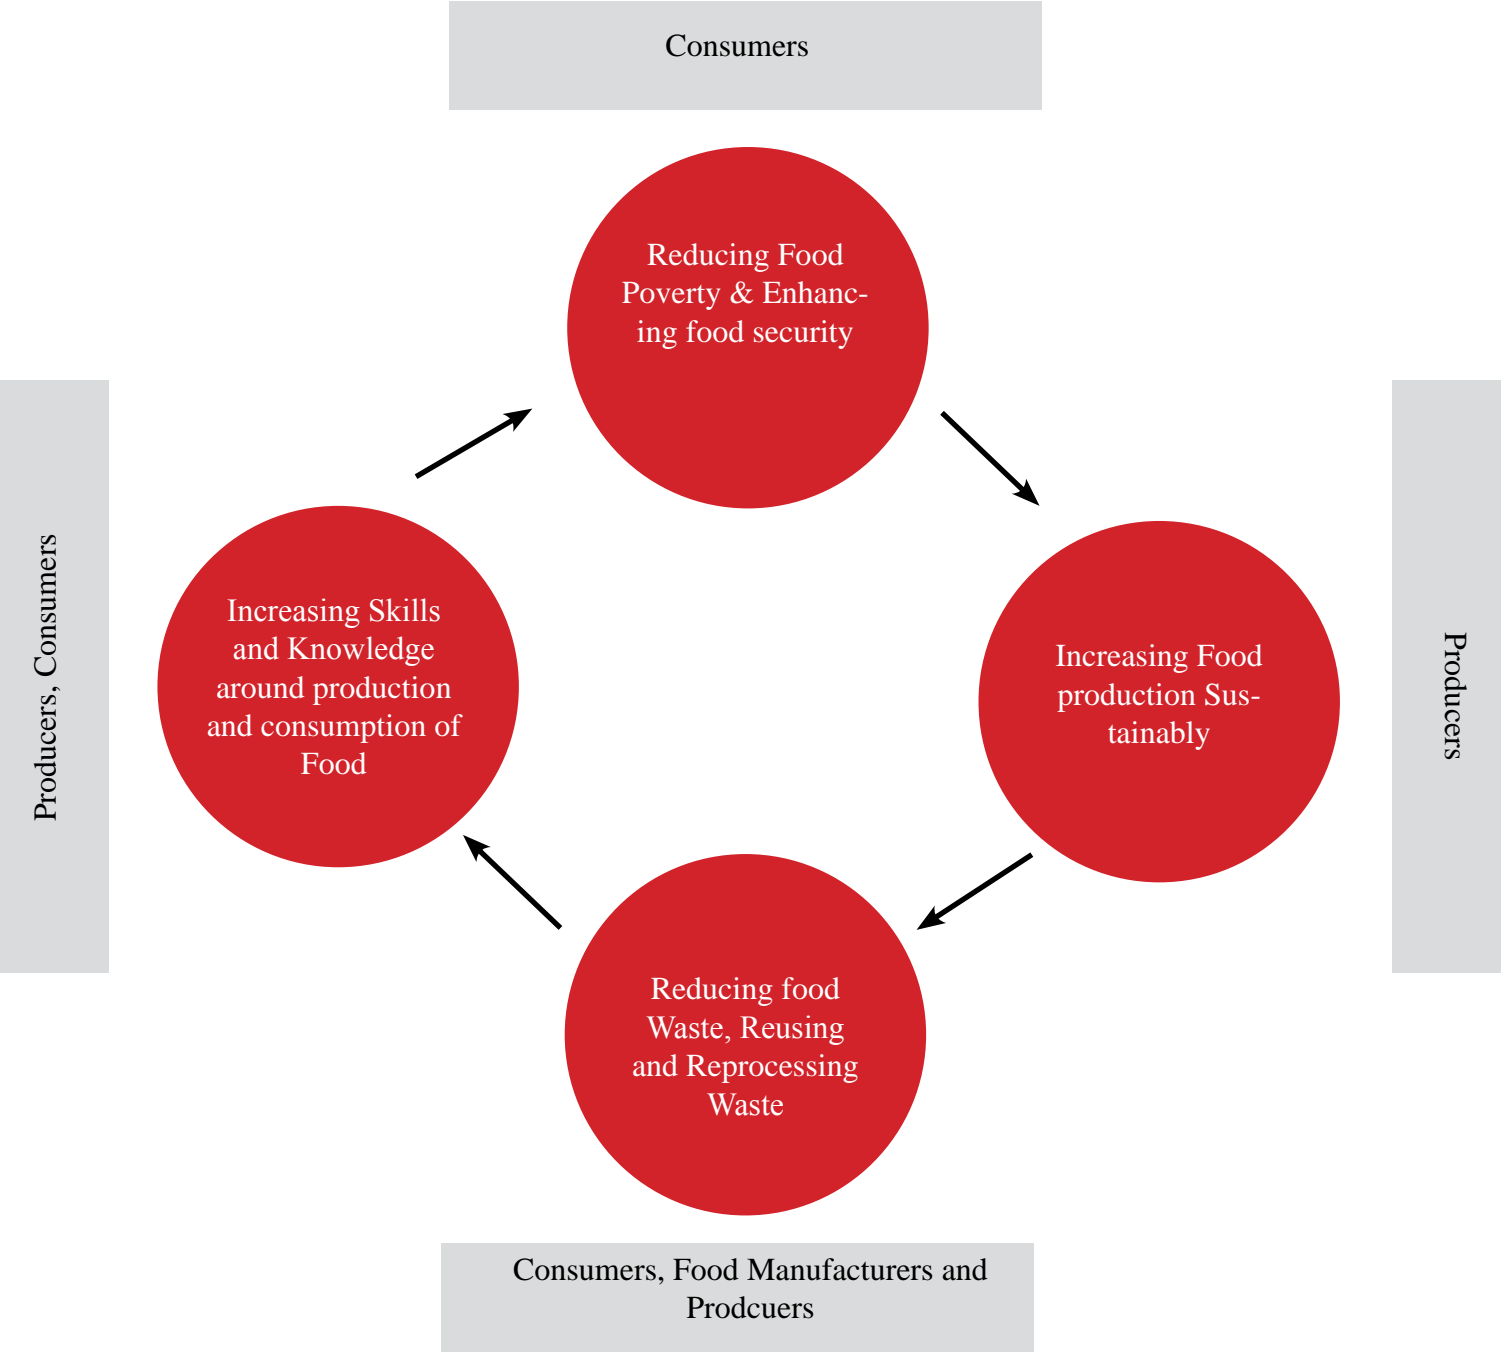 Consumers
Reducing Food
Poverty & Enhanc-
ing food security
Producers, Consumers
Increasing Skills
and Knowledge
around production
and consumption of
Food
Increasing Food
production Sus-
tainably
Producers
Reducing food
Waste, Reusing
and Reprocessing
Waste
Consumers, Food Manufacturers and
Prodcuers